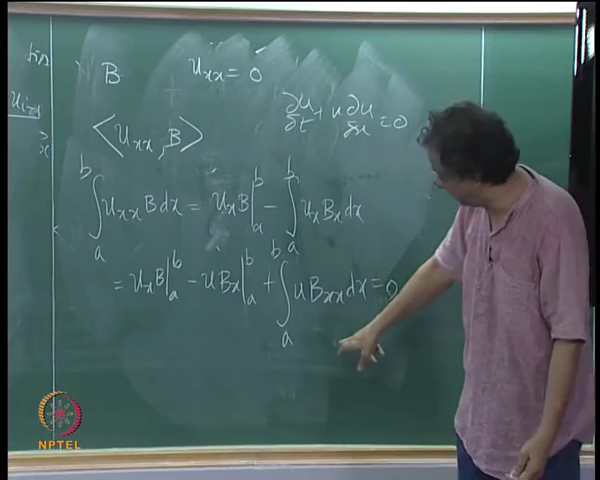 B
u_xx = 0
∂u/∂t + u ∂u/∂x = 0
⟨u_xx, B⟩
∫_a^b u_xx B dx = u_x B |_a^b − ∫_a^b u_x B_x dx
= u_x B |_a^b − u B_x |_a^b + ∫_a^b u B_xx dx = 0
NPTEL